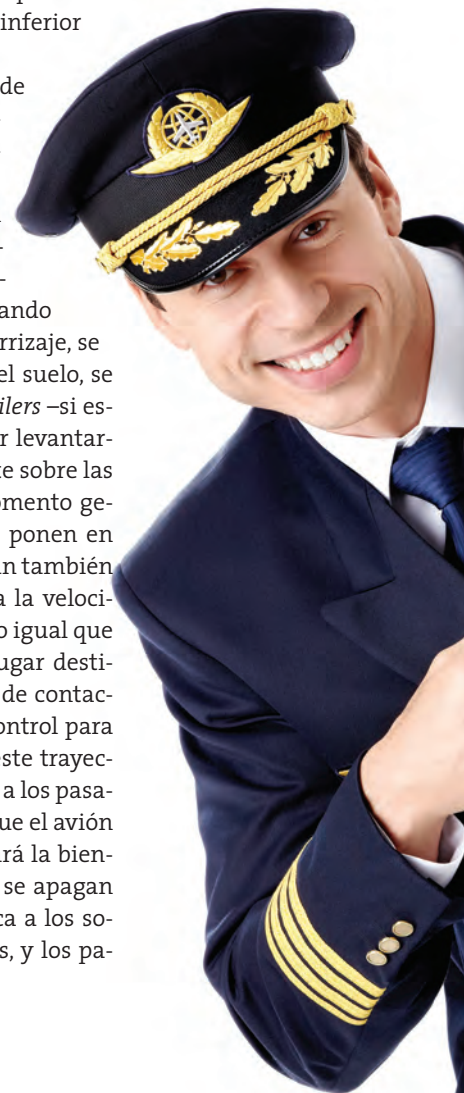 inferior
de
-
-
ando
rrizaje, se
el suelo, se
ilers –si es-
r levantar-
te sobre las
omento ge-
ponen en
an también
a la veloci-
o igual que
ugar desti-
de contac-
ontrol para
este trayec-
a los pasa-
ue el avión
ará la bien-
se apagan
ca a los so-
s, y los pa-